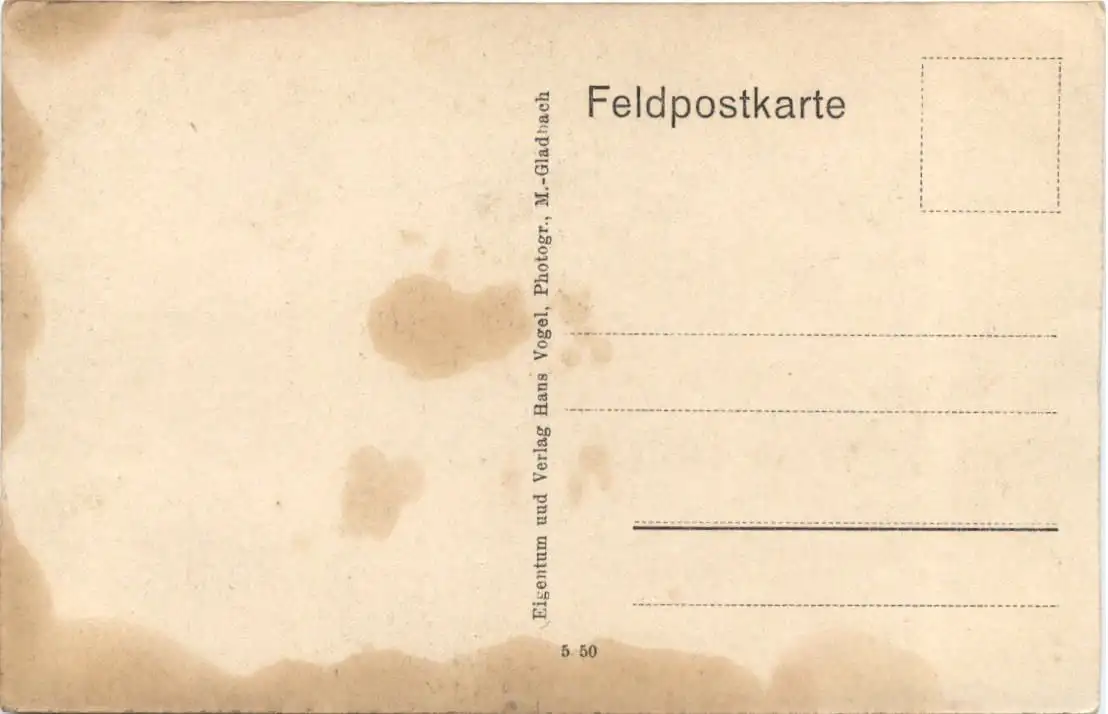 Feldpostkarte
Eigentum uud Verlag Hans Vogel, Photogr., M.-Gladbach
5 50